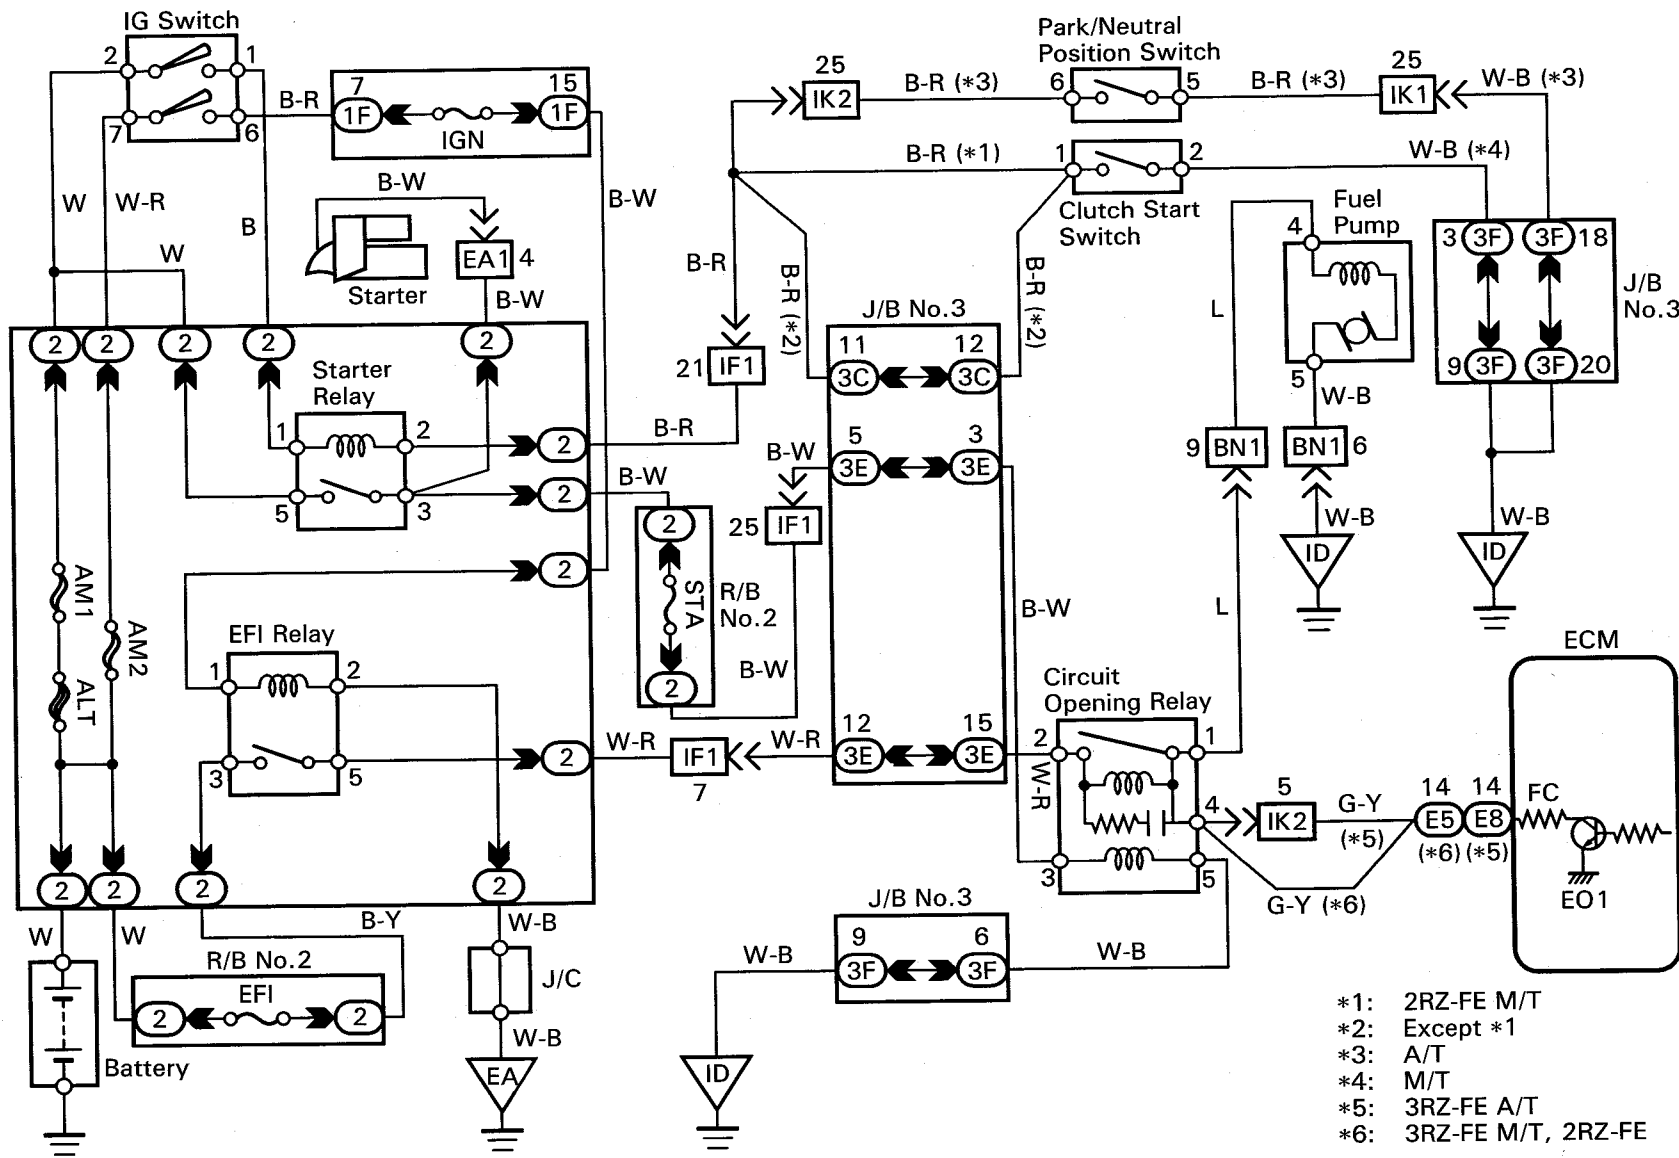 IG Switch
2
1
7
6
B-R
7
15
1F
1F
IGN
W
W-R
B
W
B-W
B-W
Starter
EA1
4
B-W
25
IK2
B-R (*3)
Park/Neutral
Position Switch
6
5
B-R (*3)
25
IK1
W-B (*3)
B-R (*1)
1
2
Clutch Start
Switch
W-B (*4)
B-R
B-R (*2)
B-R (*2)
21
IF1
B-R
Fuel
Pump
4
5
L
W-B
9
BN1
BN1
6
W-B
ID
3
3F
3F
18
J/B
No.3
9
3F
3F
20
W-B
ID
2
2
2
2
2
Starter
Relay
1
2
5
3
2
2
2
B-W
2
STA
R/B
No.2
2
B-W
J/B No.3
11
12
3C
3C
5
3
3E
3E
B-W
25
IF1
B-W
AM1
ALT
AM2
EFI Relay
1
2
3
5
2
W-R
IF1
7
W-R
12
15
3E
3E
Circuit
Opening Relay
2
1
W-R
4
3
5
L
5
IK2
G-Y
(*5)
G-Y (*6)
14
14
E5
E8
(*6)
(*5)
ECM
FC
EO1
2
2
2
2
W
W
B-Y
R/B No.2
EFI
2
2
Battery
W-B
J/C
W-B
EA
J/B No.3
9
6
3F
3F
W-B
W-B
ID
*1: 2RZ-FE M/T
*2: Except *1
*3: A/T
*4: M/T
*5: 3RZ-FE A/T
*6: 3RZ-FE M/T, 2RZ-FE